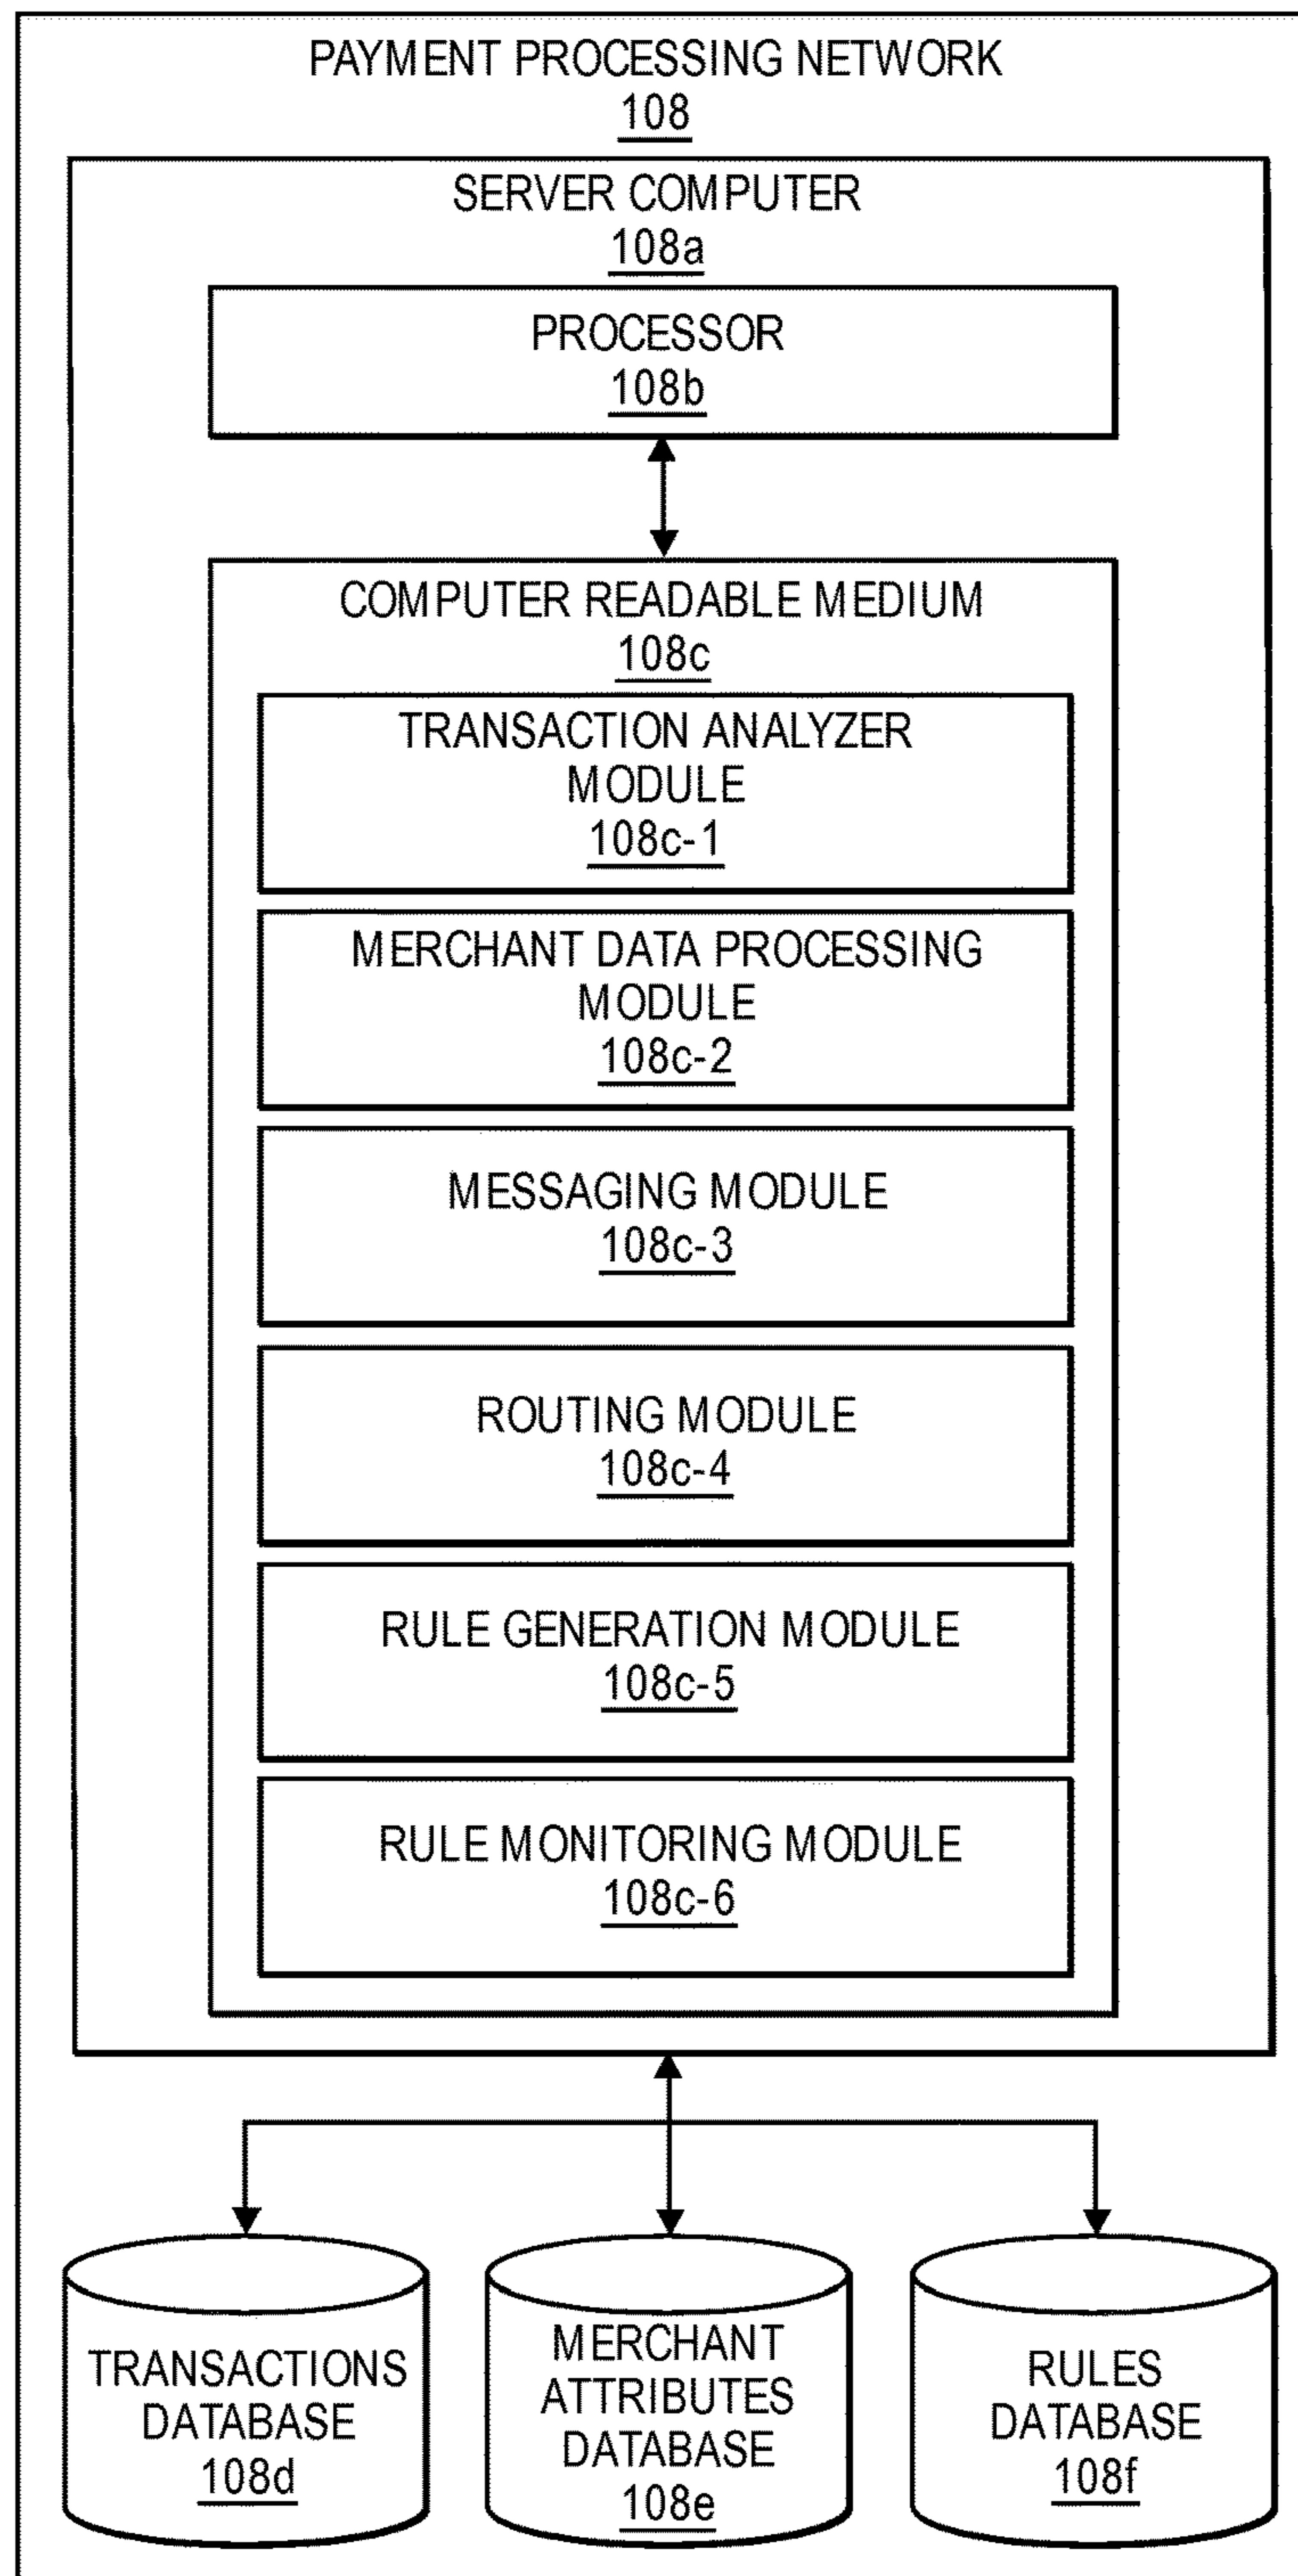 PAYMENT PROCESSING NETWORK
108
SERVER COMPUTER
108a
PROCESSOR
108b
COMPUTER READABLE MEDIUM
108c
TRANSACTION ANALYZER
MODULE
108c-1
MERCHANT DATA PROCESSING
MODULE
108c-2
MESSAGING MODULE
108c-3
ROUTING MODULE
108c-4
RULE GENERATION MODULE
108c-5
RULE MONITORING MODULE
108c-6
TRANSACTIONS
DATABASE
108d
MERCHANT
ATTRIBUTES
DATABASE
108e
RULES
DATABASE
108f